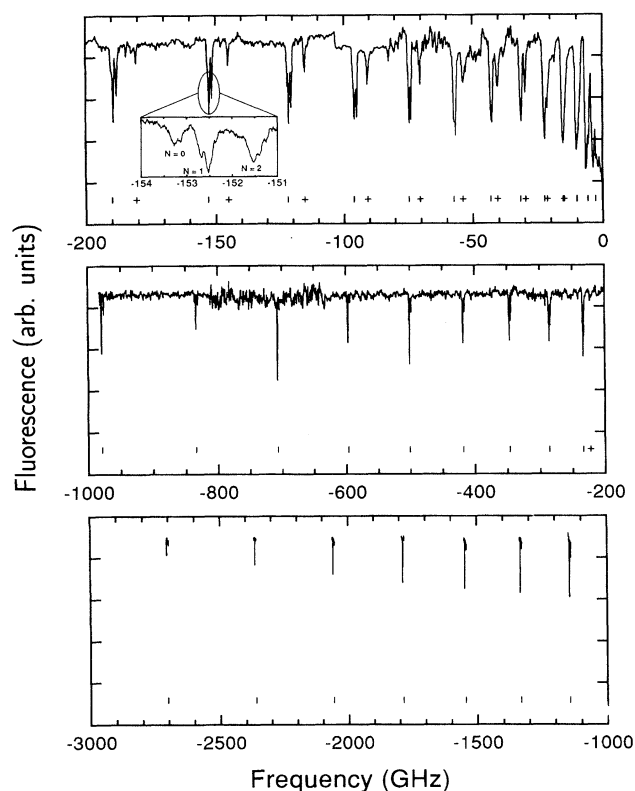 N = 0
N = 1
N = 2
-154 -153 -152 -151
-200 -150 -100 -50 0
Fluorescence (arb. units)
-1000 -800 -600 -400 -200
-3000 -2500 -2000 -1500 -1000
Frequency (GHz)